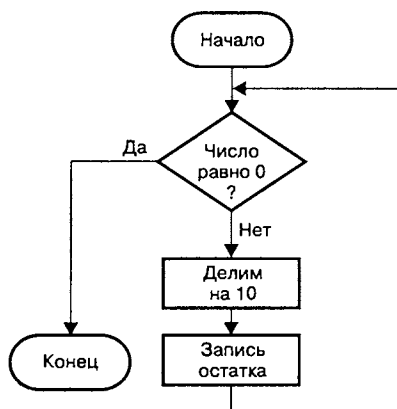 Начало
Да
Число
равно 0
?
Нет
Делим
на 10
Конец
Запись
остатка